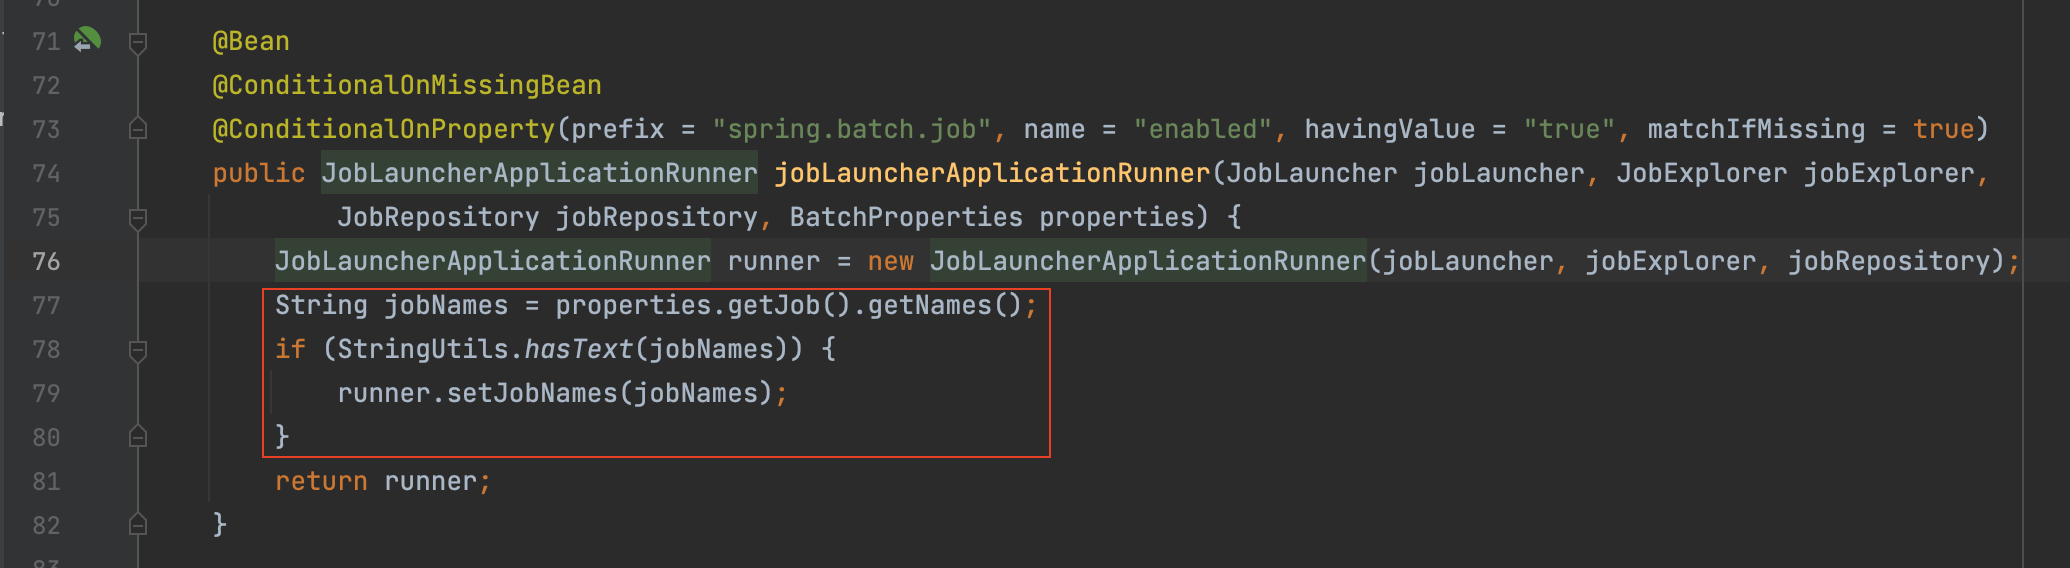 71 @Bean
72 @ConditionalOnMissingBean
73 @ConditionalOnProperty(prefix = "spring.batch.job", name = "enabled", havingValue = "true", matchIfMissing = true)
74 public JobLauncherApplicationRunner jobLauncherApplicationRunner(JobLauncher jobLauncher, JobExplorer jobExplorer,
75 JobRepository jobRepository, BatchProperties properties) {
76 JobLauncherApplicationRunner runner = new JobLauncherApplicationRunner(jobLauncher, jobExplorer, jobRepository);
77 String jobNames = properties.getJob().getNames();
78 if (StringUtils.hasText(jobNames)) {
79 runner.setJobNames(jobNames);
80 }
81 return runner;
82 }